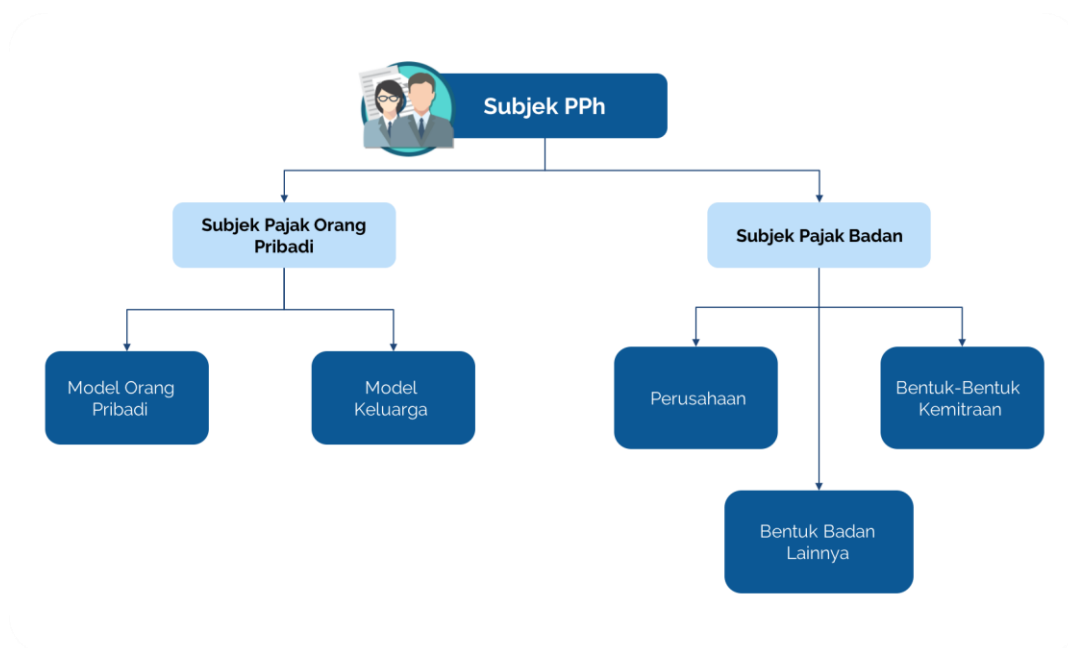 Subjek PPh
Subjek Pajak Orang
Pribadi
Subjek Pajak Badan
Model Orang
Pribadi
Model
Keluarga
Perusahaan
Bentuk-Bentuk
Kemitraan
Bentuk Badan
Lainnya